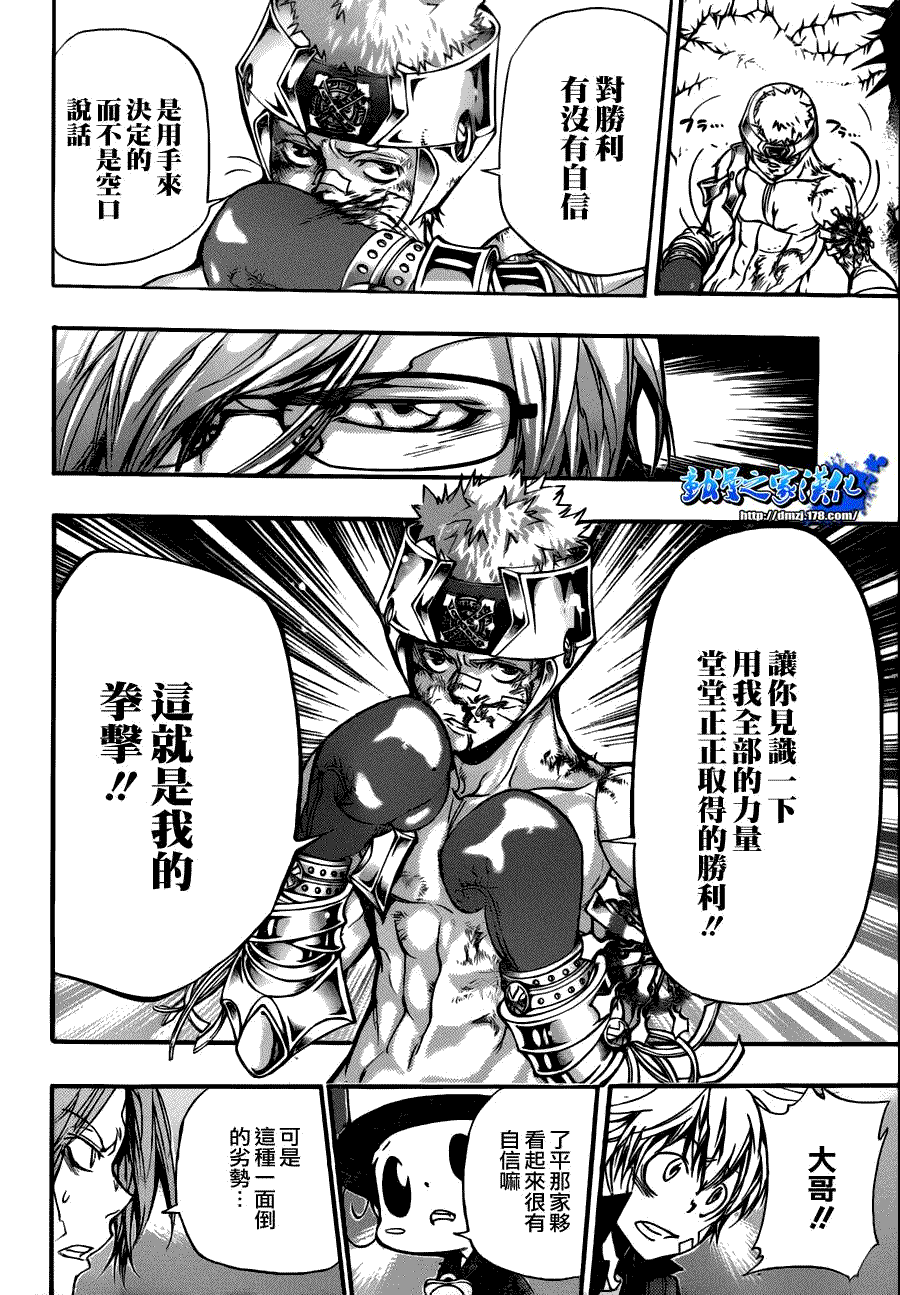 フラ
フラ
對勝利
有沒有自信
是用手來
決定的
而不是空口
說話
動漫之家漢化
http://dmzj.178.com/
讓你見識一下
用我全部的力量
堂堂正正取得的勝利!!
這就是我的
拳擊!!
大哥!!
了平那家夥
看起來很有
自信嘛
可是
這種一面倒
的劣勢…